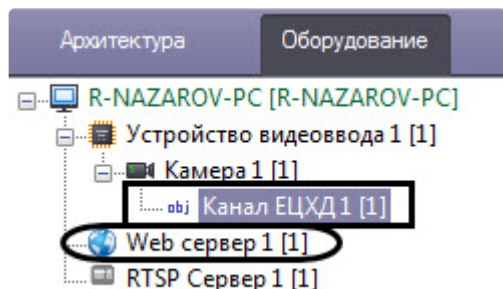 Архитектура Оборудование
R-NAZAROV-PC [R-NAZAROV-PC]
Устройство видеоввода 1 [1]
Камера 1 [1]
obj Канал ЕЦХД 1 [1]
Web сервер 1 [1]
RTSP Сервер 1 [1]